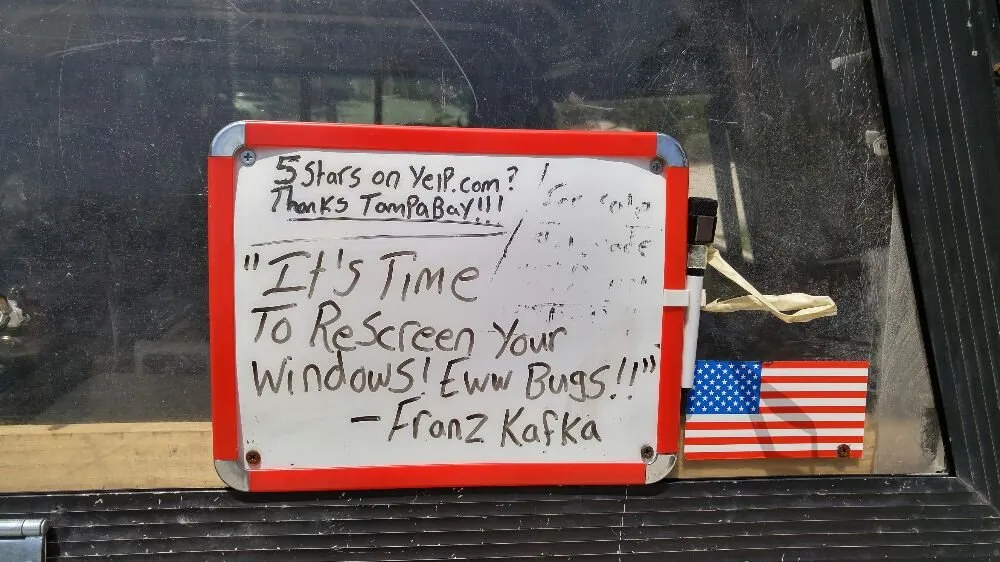 5 Stars on Yelp.com?
Thanks TampaBay!!!
"It's Time
To ReScreen Your
Windows! Eww Bugs!!"
- Franz Kafka